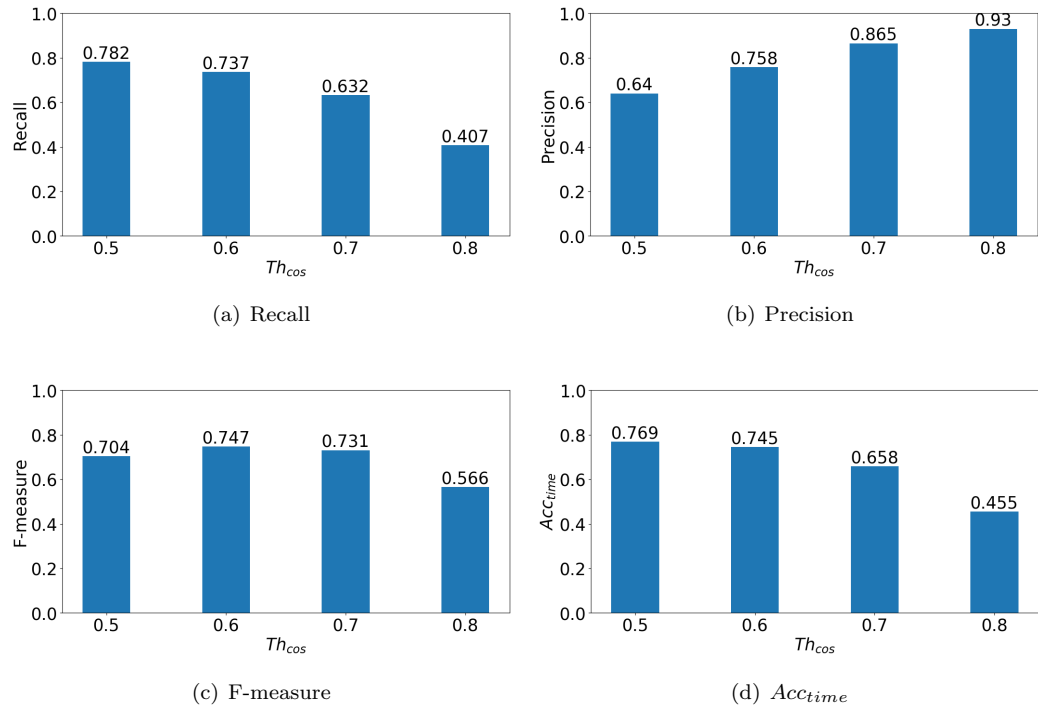 1.0
0.8
0.6
0.4
0.2
0.0
Recall
0.782
0.737
0.632
0.407
0.5 0.6 0.7 0.8
Th_cos
(a) Recall
1.0
0.8
0.6
0.4
0.2
0.0
Precision
0.64
0.758
0.865
0.93
0.5 0.6 0.7 0.8
Th_cos
(b) Precision
1.0
0.8
0.6
0.4
0.2
0.0
F-measure
0.704
0.747
0.731
0.566
0.5 0.6 0.7 0.8
Th_cos
(c) F-measure
1.0
0.8
0.6
0.4
0.2
0.0
Acc_time
0.769
0.745
0.658
0.455
0.5 0.6 0.7 0.8
Th_cos
(d) Acc_time